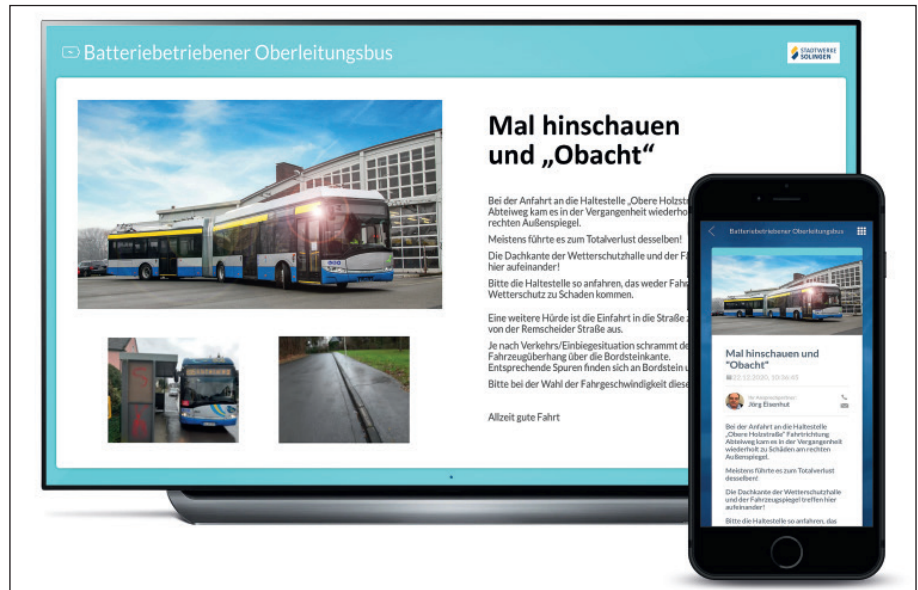 Batteriebetriebener Oberleitungsbus
STADTWERKE
SOLINGEN
Mal hinschauen
und „Obacht“
Bei der Anfahrt an die Haltestelle „Obere
Abteiweg kam es in der Vergangenheit
rechten Außenspiegel.
Meistens führte es zum Totalverlust desselben!
Die Dachkante der Wetterschutzhalle und der
hier aufeinander!
Bitte die Haltestelle so anfahren, das weder
Wetterschutz zu Schaden kommen.
Eine weitere Hürde ist die Einfahrt in die Straße
von der Remscheider Straße aus.
Je nach Verkehrs/Einbiegesituation schrammt
Fahrzeugüberhang über die Bordsteinkante.
Entsprechende Spuren finden sich an Bordstein
Bitte bei der Wahl der Fahrgeschwindigkeit
Allzeit gute Fahrt
Batteriebetriebener Oberleitungsbus
Mal hinschauen und
"Obacht"
22.12.2020, 10:36:45
Ihr Ansprechpartner
Jörg Eisenhut
Bei der Anfahrt an die Haltestelle
„Obere Holzstraße“ Fahrtrichtung
Abteiweg kam es in der Vergangenheit
wiederholt zu Schäden am rechten
Außenspiegel.
Meistens führte es zum Totalverlust
desselben!
Die Dachkante der Wetterschutzhalle
und der Fahrzeugspiegel treffen hier
aufeinander!
Bitte die Haltestelle so anfahren, das